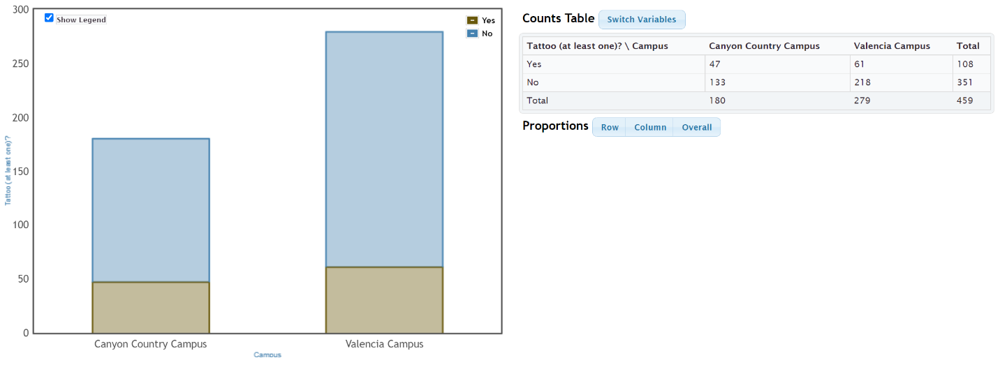 300
250
200
150
100
50
0
Tattoo (at least one)?
Show Legend
Yes
No
Canyon Country Campus Valencia Campus
Campus
Counts Table Switch Variables
Tattoo (at least one)? \ Campus Canyon Country Campus Valencia Campus Total
Yes 47 61 108
No 133 218 351
Total 180 279 459
Proportions Row Column Overall